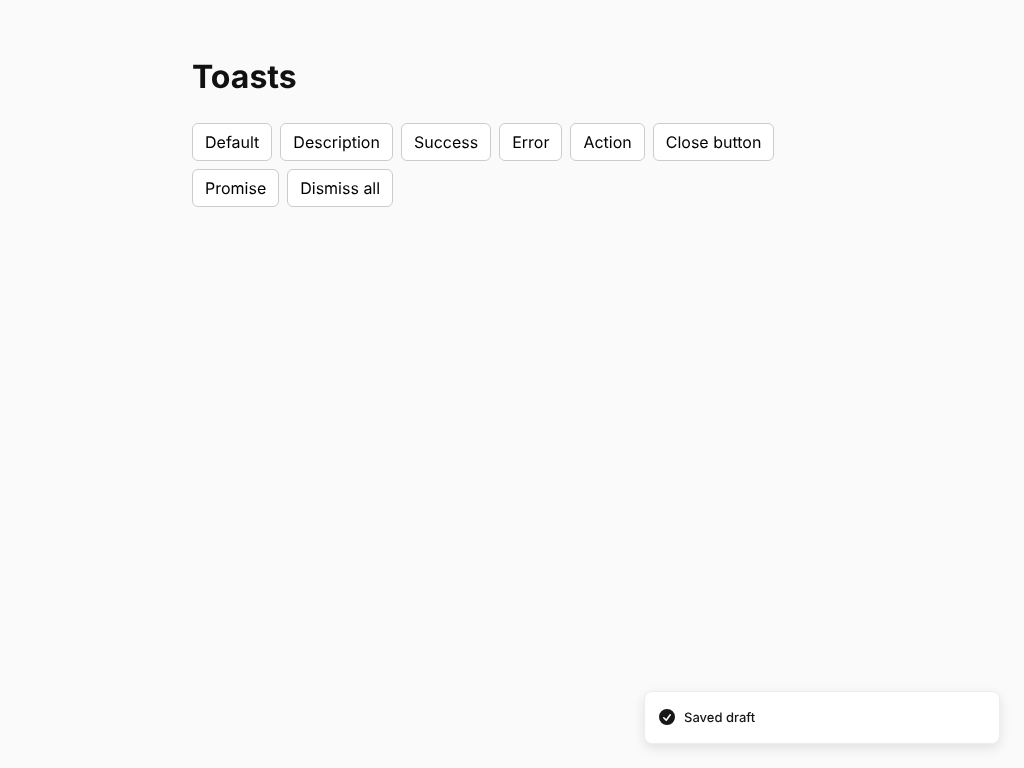 Toasts
Default Description Success Error Action Close button
Promise Dismiss all
Saved draft